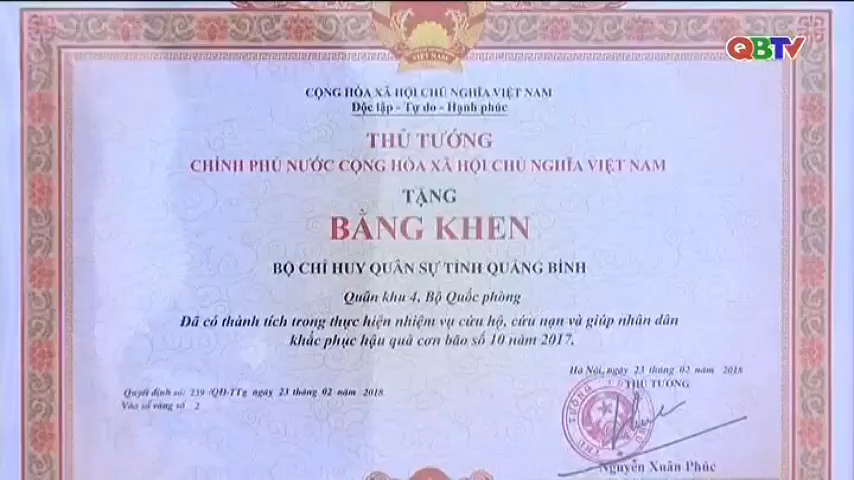 QBTV
VIỆT NAM
CỘNG HÒA XÃ HỘI CHỦ NGHĨA VIỆT NAM
Độc lập - Tự do - Hạnh phúc
THỦ TƯỚNG
CHÍNH PHỦ NƯỚC CỘNG HÒA XÃ HỘI CHỦ NGHĨA VIỆT NAM
TẶNG
BẰNG KHEN
BỘ CHỈ HUY QUÂN SỰ TỈNH QUẢNG BÌNH
Quân khu 4, Bộ Quốc phòng
Đã có thành tích trong thực hiện nhiệm vụ cứu hộ, cứu nạn và giúp nhân dân
khắc phục hậu quả cơn bão số 10 năm 2017.
Hà Nội, ngày 23 tháng 02 năm 2018
THỦ TƯỚNG
Quyết định số: 239 /QĐ-TTg ngày 23 tháng 02 năm 2018
Vào sổ vàng số 2
Nguyễn Xuân Phúc